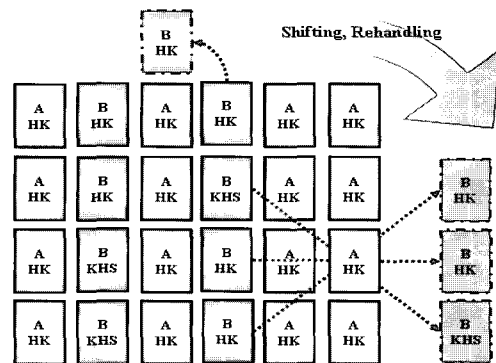 B
HK
Shifting, Rehandling
A B A B A A
HK HK HK HK HK HK
A B A B A A
HK HK HK KHS HK HK
B
HK
A B A B A A
HK KHS HK HK HK HK
B
HK
A B A B A A
HK KHS HK HK HK HK
B
KHS